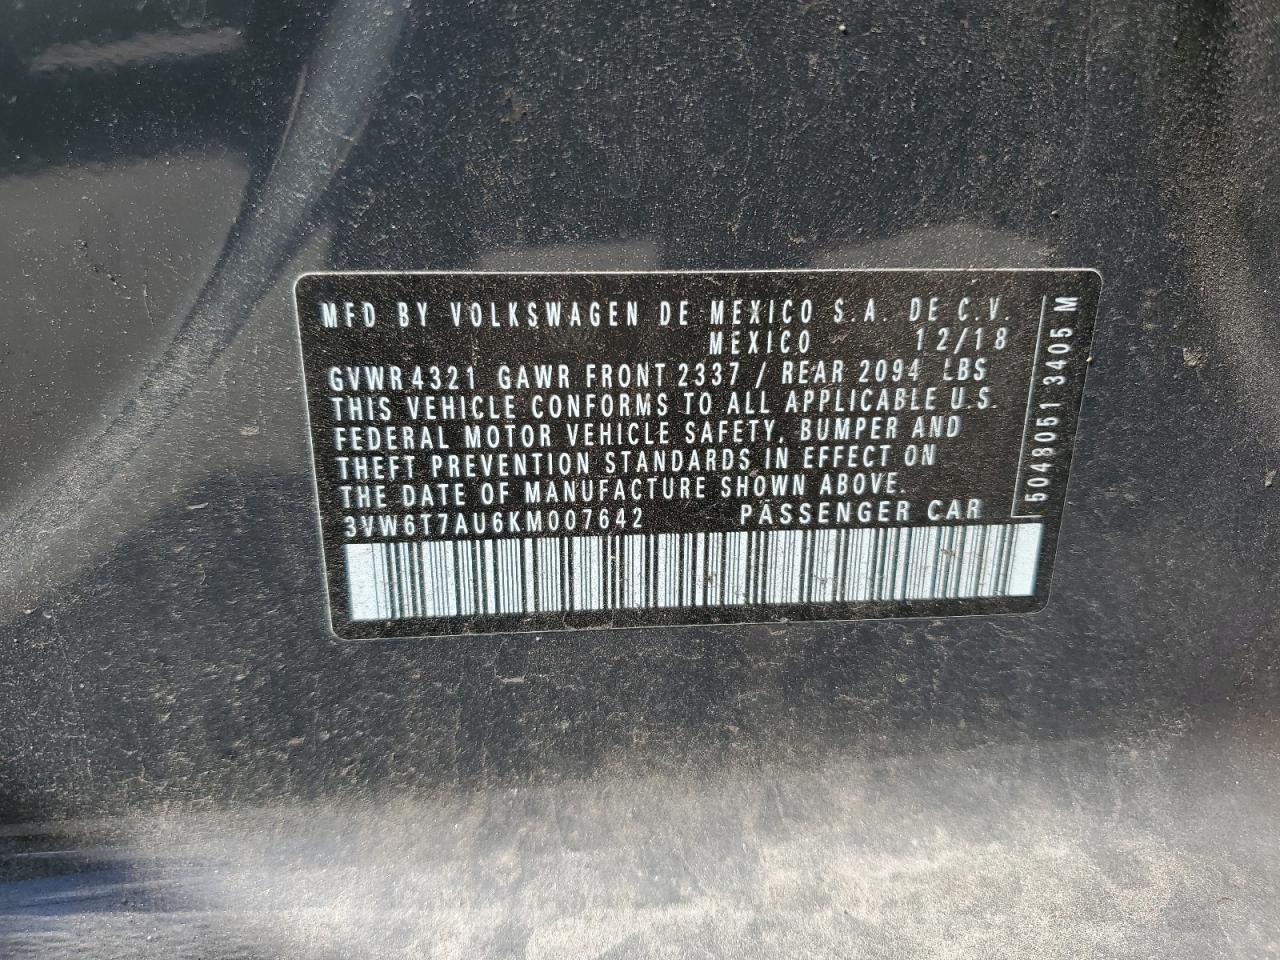 MFD BY VOLKSWAGEN DE MEXICO S.A. DE C.V.
MEXICO 12/18
GVWR 4321 GAWR FRONT 2337 / REAR 2094 LBS
THIS VEHICLE CONFORMS TO ALL APPLICABLE U.S.
FEDERAL MOTOR VEHICLE SAFETY, BUMPER AND
THEFT PREVENTION STANDARDS IN EFFECT ON
THE DATE OF MANUFACTURE SHOWN ABOVE.
3VW6T7AU6KM007642 PASSENGER CAR
5048051 3405 M